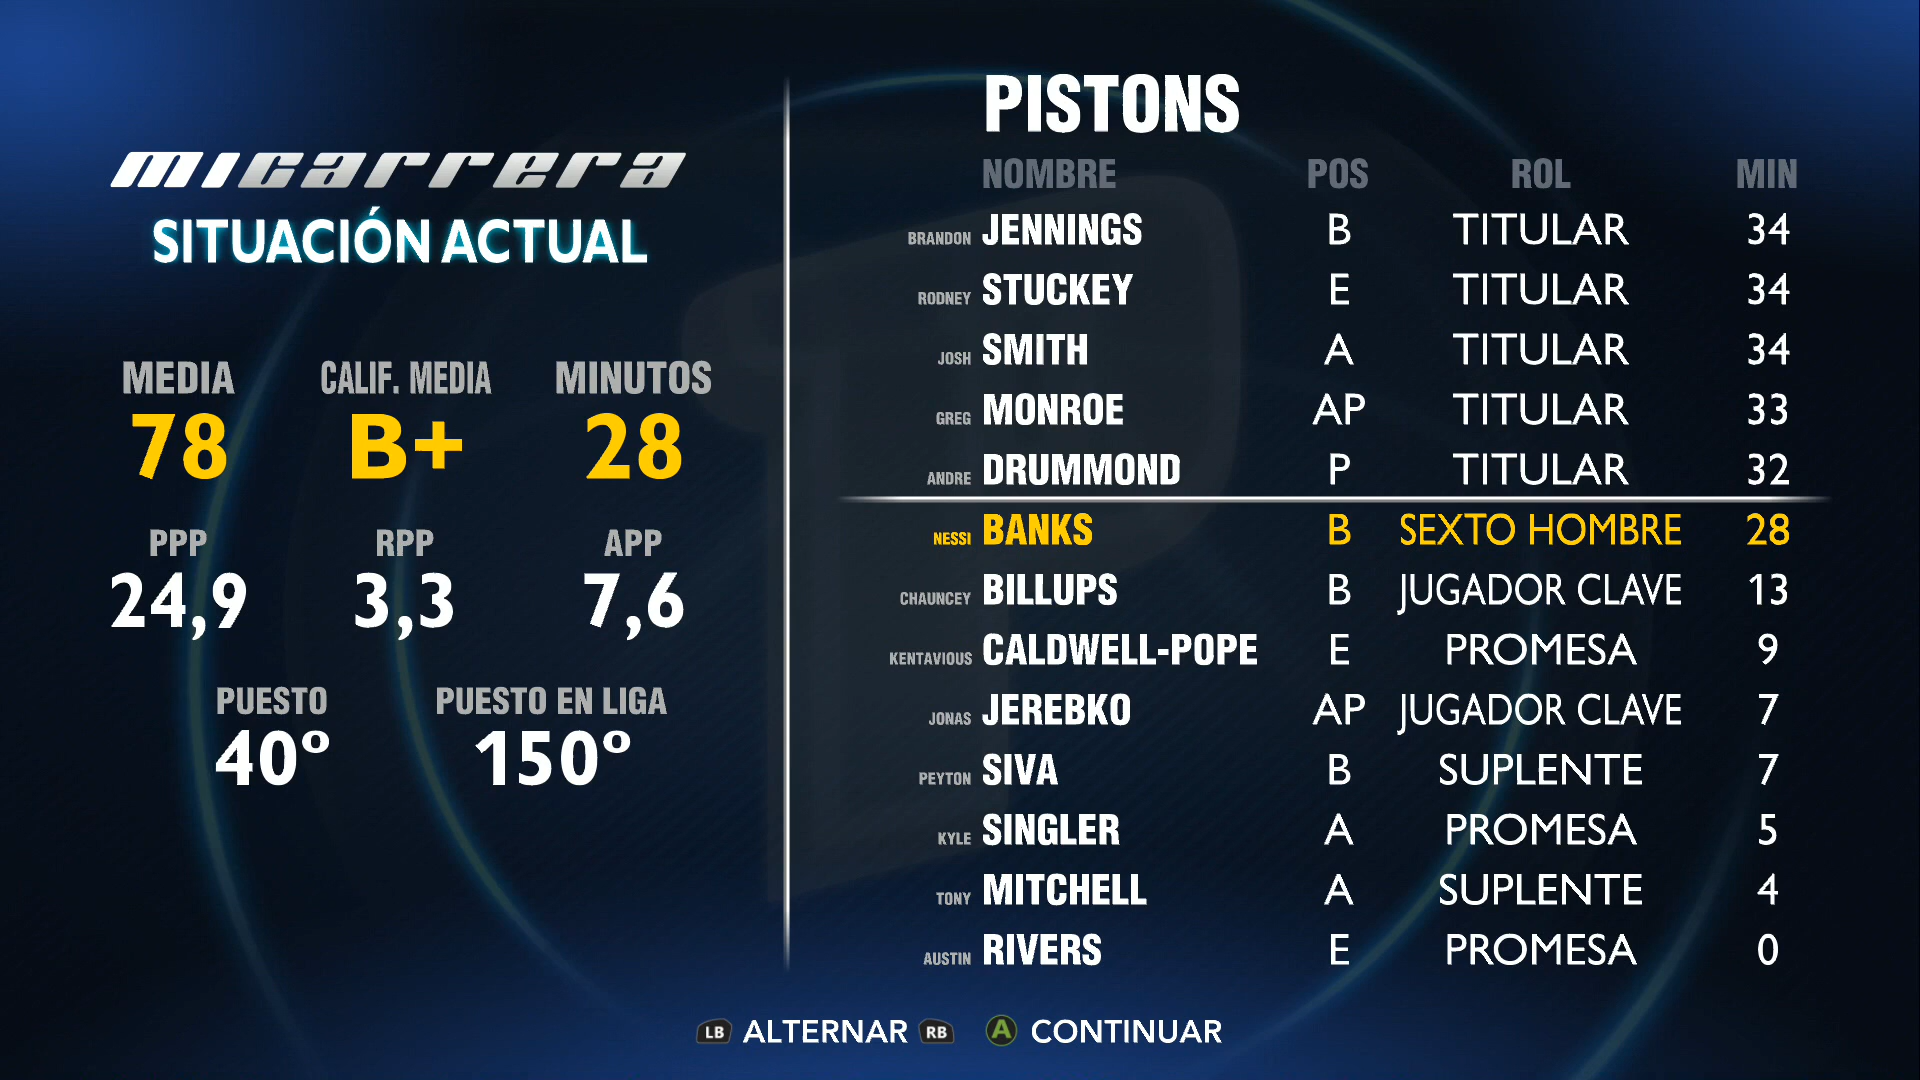 MICARRERA
SITUACIÓN ACTUAL
MEDIA CALIF. MEDIA MINUTOS
78 B+ 28
PPP RPP APP
24,9 3,3 7,6
PUESTO PUESTO EN LIGA
40º 150º
PISTONS
NOMBRE POS ROL MIN
BRANDON JENNINGS B TITULAR 34
RODNEY STUCKEY E TITULAR 34
JOSH SMITH A TITULAR 34
GREG MONROE AP TITULAR 33
ANDRE DRUMMOND P TITULAR 32
NESSI BANKS B SEXTO HOMBRE 28
CHAUNCEY BILLUPS B JUGADOR CLAVE 13
KENTAVIOUS CALDWELL-POPE E PROMESA 9
JONAS JEREBKO AP JUGADOR CLAVE 7
PEYTON SIVA B SUPLENTE 7
KYLE SINGLER A PROMESA 5
TONY MITCHELL A SUPLENTE 4
AUSTIN RIVERS E PROMESA 0
LB ALTERNAR RB A CONTINUAR